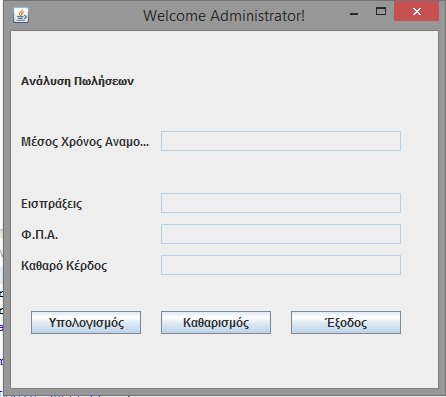 Welcome Administrator!
Ανάλυση Πωλήσεων
Μέσος Χρόνος Αναμο...
Εισπράξεις
Φ.Π.Α.
Καθαρό Κέρδος
Υπολογισμός Καθαρισμός Έξοδος